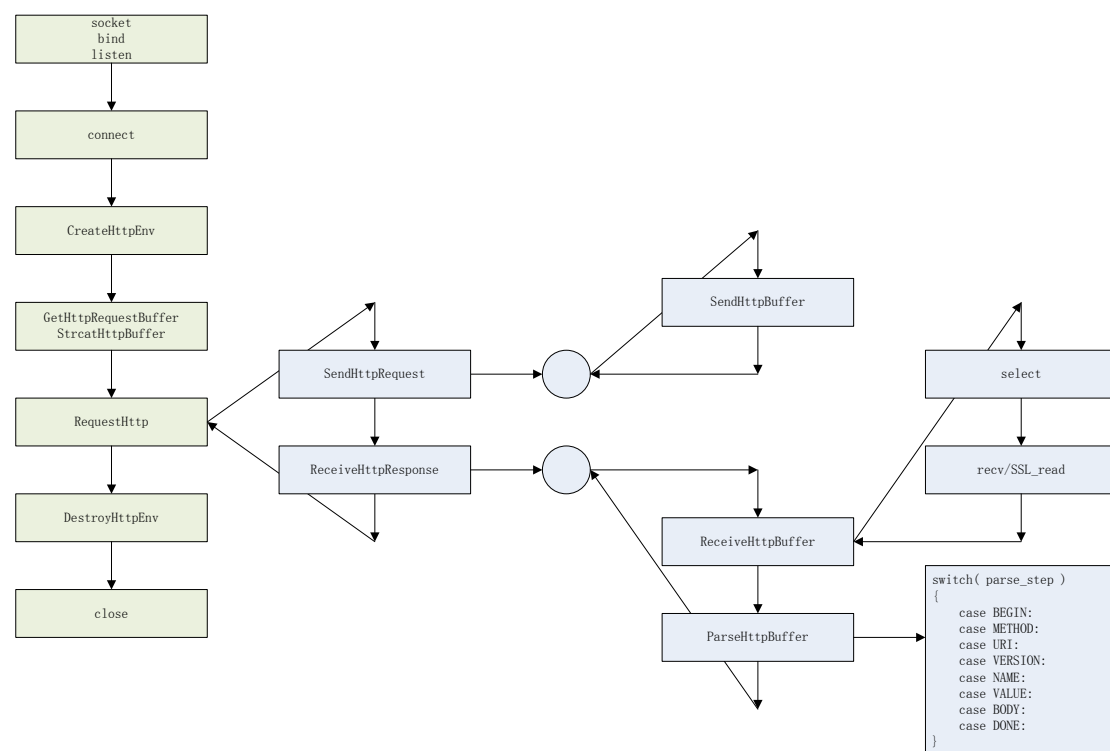 socket
bind
listen
connect
CreateHttpEnv
GetHttpRequestBuffer
StrcatHttpBuffer
RequestHttp
DestroyHttpEnv
close
SendHttpRequest
ReceiveHttpResponse
SendHttpBuffer
ReceiveHttpBuffer
ParseHttpBuffer
select
recv/SSL_read
switch( parse_step )
{
    case BEGIN:
    case METHOD:
    case URI:
    case VERSION:
    case NAME:
    case VALUE:
    case BODY:
    case DONE:
}